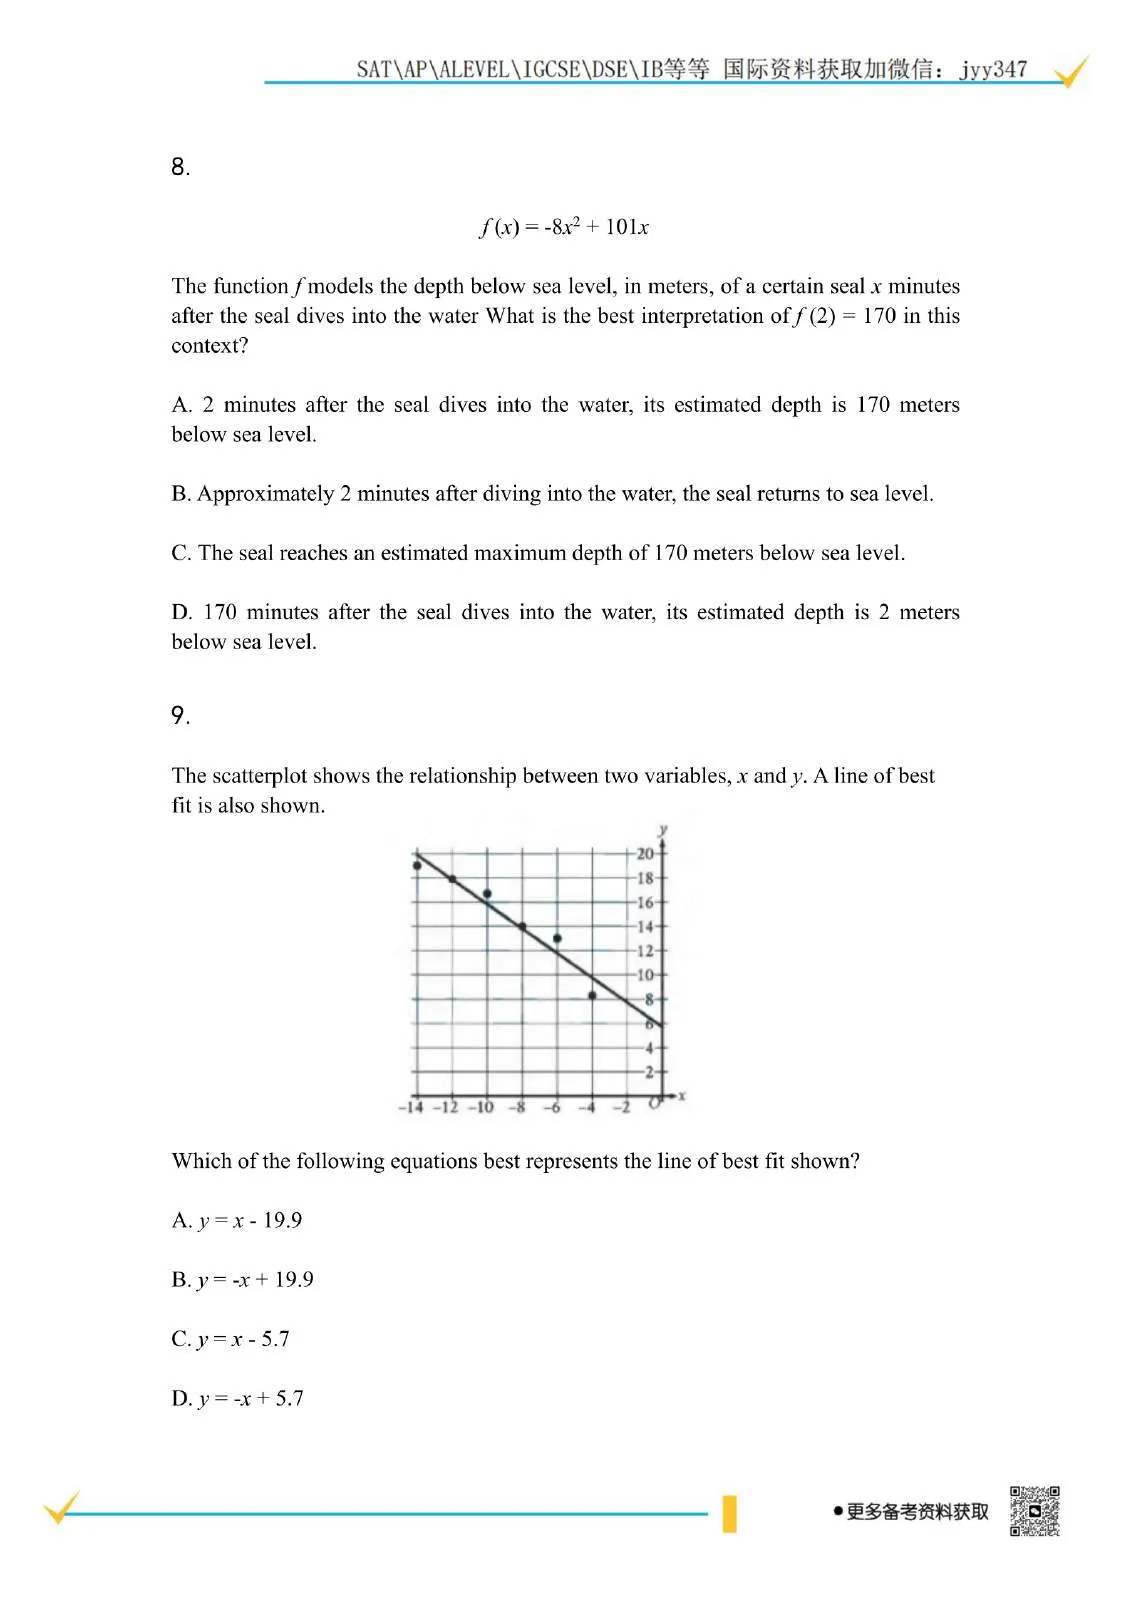 SAT\AP\ALEVEL\IGCSE\DSE\IB等等 国际资料获取加微信：jyy347
8.
f (x) = -8x² + 101x
The function f models the depth below sea level, in meters, of a certain seal x minutes
after the seal dives into the water What is the best interpretation of f (2) = 170 in this
context?
A. 2 minutes after the seal dives into the water, its estimated depth is 170 meters
below sea level.
B. Approximately 2 minutes after diving into the water, the seal returns to sea level.
C. The seal reaches an estimated maximum depth of 170 meters below sea level.
D. 170 minutes after the seal dives into the water, its estimated depth is 2 meters
below sea level.
9.
The scatterplot shows the relationship between two variables, x and y. A line of best
fit is also shown.
y
20
18
16
14
12
10
8
6
4
2
-14 -12 -10 -8 -6 -4 -2 O x
Which of the following equations best represents the line of best fit shown?
A. y = x - 19.9
B. y = -x + 19.9
C. y = x - 5.7
D. y = -x + 5.7
●更多备考资料获取